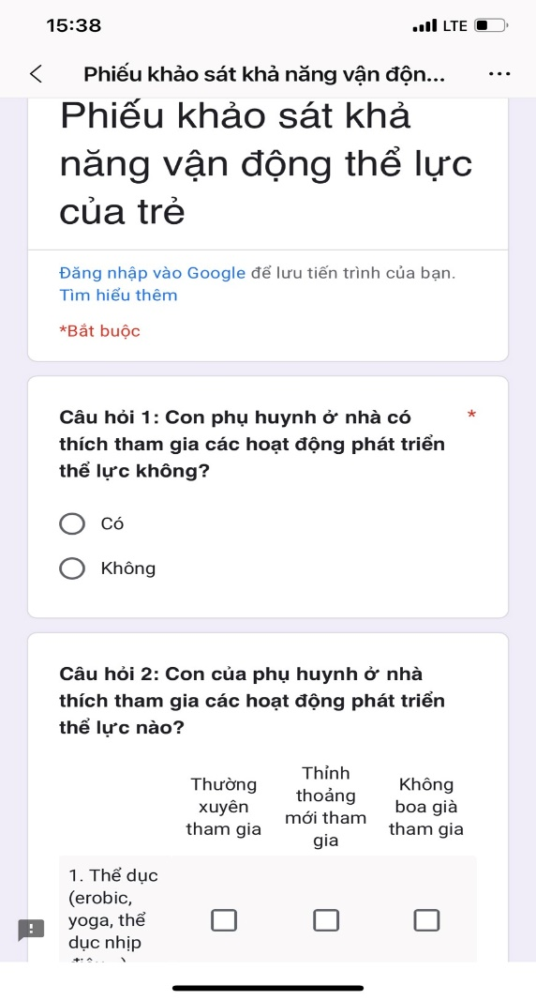 15:38
LTE
Phiếu khảo sát khả năng vận độn...
Phiếu khảo sát khả
năng vận động thể lực
của trẻ
Đăng nhập vào Google để lưu tiến trình của bạn.
Tìm hiểu thêm
*Bắt buộc
Câu hỏi 1: Con phụ huynh ở nhà có *
thích tham gia các hoạt động phát triển
thể lực không?
Có
Không
Câu hỏi 2: Con của phụ huynh ở nhà
thích tham gia các hoạt động phát triển
thể lực nào?
Thường
xuyên
tham gia
Thỉnh
thoảng
mới tham
gia
Không
boa già
tham gia
1. Thể dục
(erobic,
yoga, thể
dục nhịp